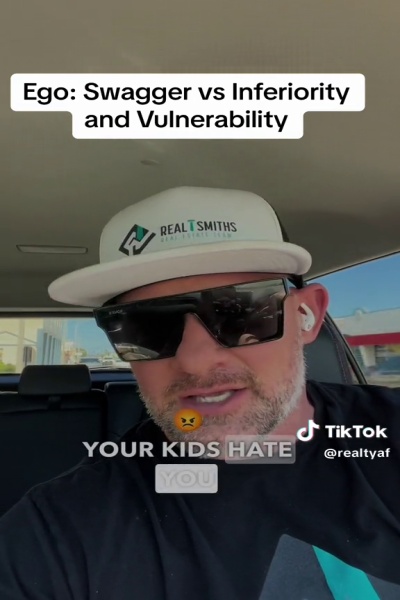 Ego: Swagger vs Inferiority
and Vulnerability
REALTSMITHS
REAL ESTATE TEAM
TikTok
@realtyaf
YOUR KIDS HATE
YOU